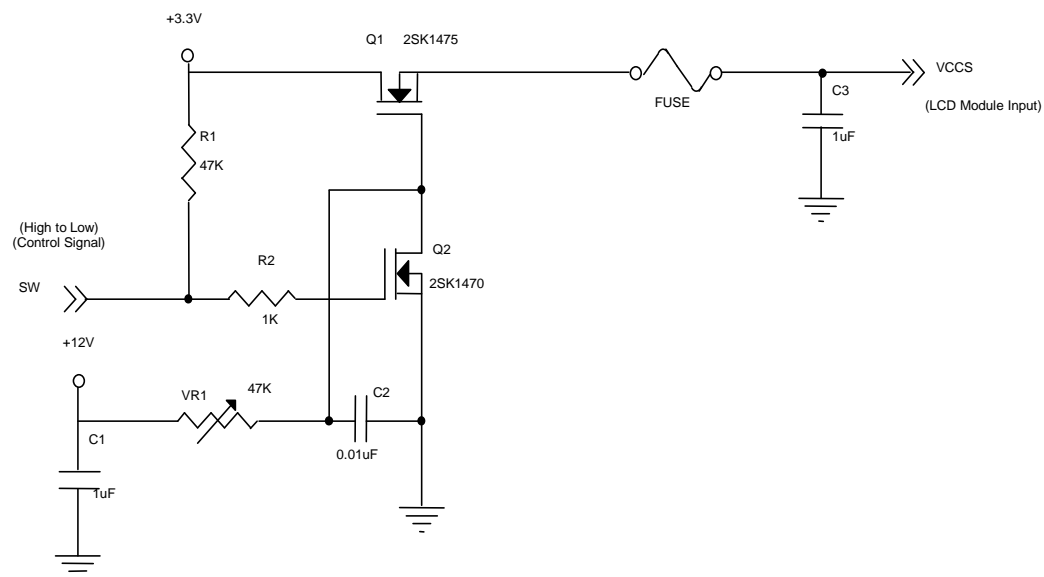 +3.3V
Q1 2SK1475
VCCS
FUSE
C3
(LCD Module Input)
1uF
R1
47K
(High to Low)
(Control Signal)
Q2
R2
SW
2SK1470
1K
+12V
VR1
47K
C2
C1
0.01uF
1uF